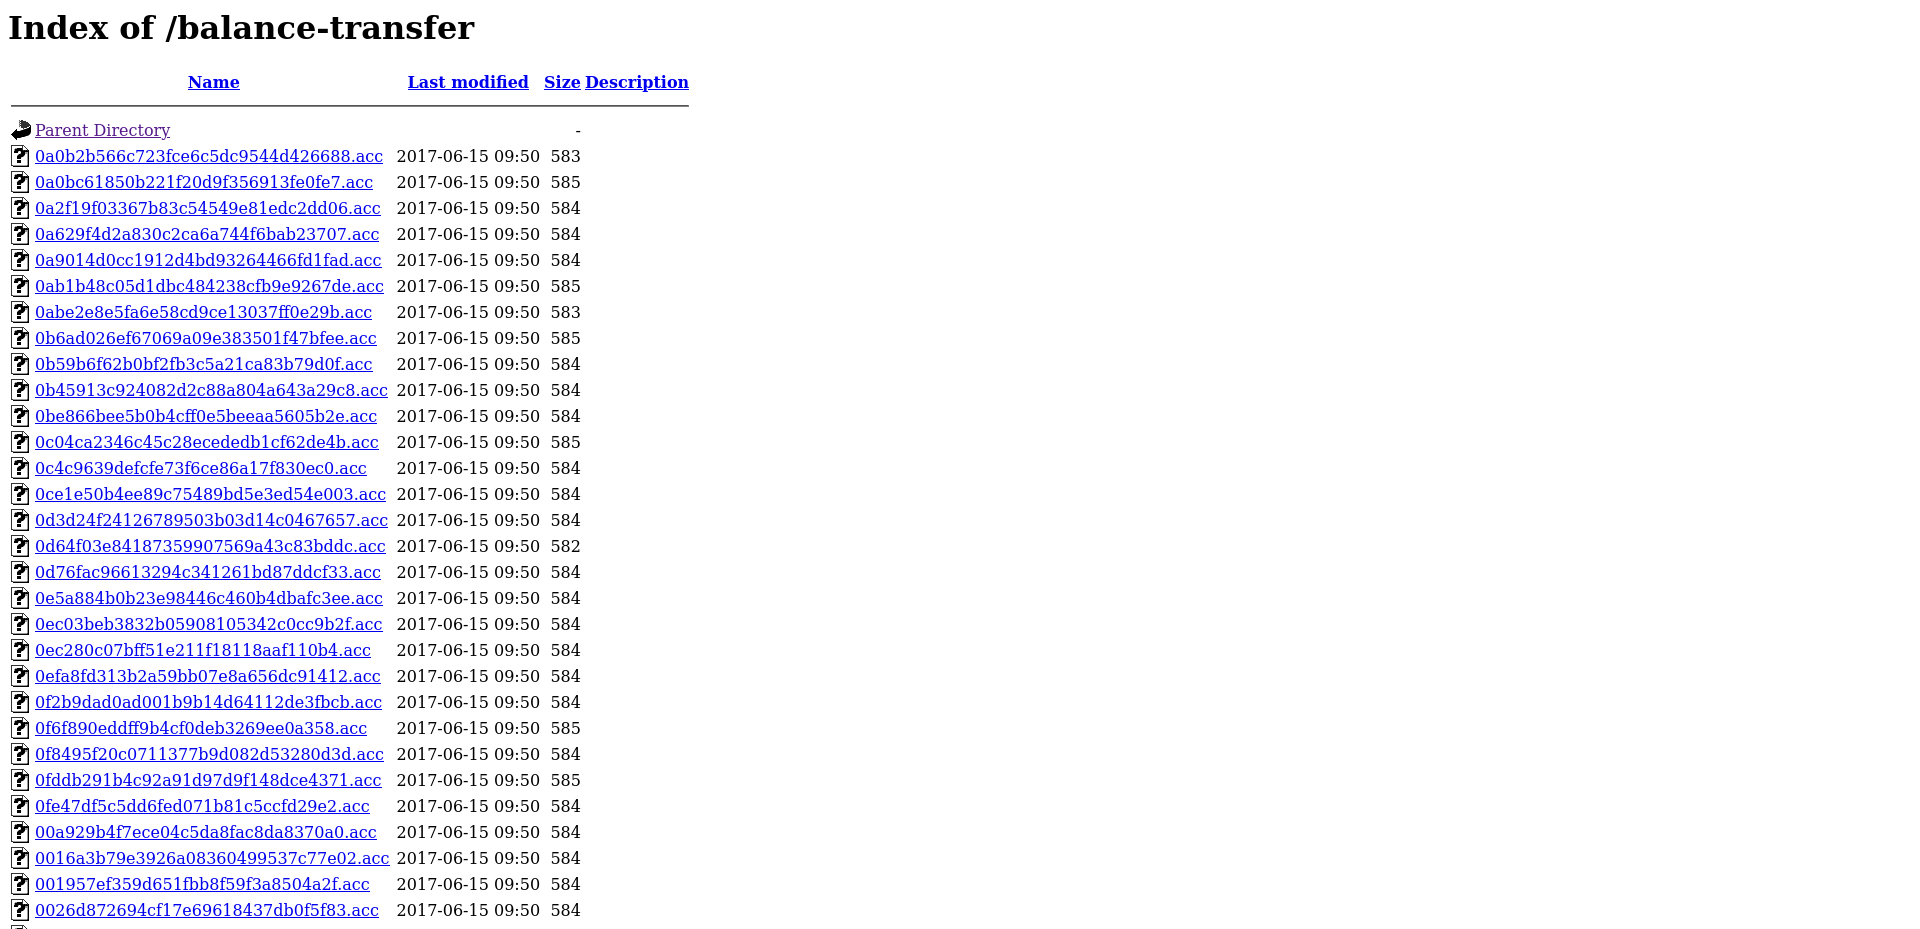 Index of /balance-transfer
Name Last modified Size Description
Parent Directory -
0a0b2b566c723fce6c5dc9544d426688.acc 2017-06-15 09:50 583
0a0bc61850b221f20d9f356913fe0fe7.acc 2017-06-15 09:50 585
0a2f19f03367b83c54549e81edc2dd06.acc 2017-06-15 09:50 584
0a629f4d2a830c2ca6a744f6bab23707.acc 2017-06-15 09:50 584
0a9014d0cc1912d4bd93264466fd1fad.acc 2017-06-15 09:50 584
0ab1b48c05d1dbc484238cfb9e9267de.acc 2017-06-15 09:50 585
0abe2e8e5fa6e58cd9ce13037ff0e29b.acc 2017-06-15 09:50 583
0b6ad026ef67069a09e383501f47bfee.acc 2017-06-15 09:50 585
0b59b6f62b0bf2fb3c5a21ca83b79d0f.acc 2017-06-15 09:50 584
0b45913c924082d2c88a804a643a29c8.acc 2017-06-15 09:50 584
0be866bee5b0b4cff0e5beeaa5605b2e.acc 2017-06-15 09:50 584
0c04ca2346c45c28ecededb1cf62de4b.acc 2017-06-15 09:50 585
0c4c9639defcfe73f6ce86a17f830ec0.acc 2017-06-15 09:50 584
0ce1e50b4ee89c75489bd5e3ed54e003.acc 2017-06-15 09:50 584
0d3d24f24126789503b03d14c0467657.acc 2017-06-15 09:50 584
0d64f03e84187359907569a43c83bddc.acc 2017-06-15 09:50 582
0d76fac96613294c341261bd87ddcf33.acc 2017-06-15 09:50 584
0e5a884b0b23e98446c460b4dbafc3ee.acc 2017-06-15 09:50 584
0ec03beb3832b05908105342c0cc9b2f.acc 2017-06-15 09:50 584
0ec280c07bff51e211f18118aaf110b4.acc 2017-06-15 09:50 584
0efa8fd313b2a59bb07e8a656dc91412.acc 2017-06-15 09:50 584
0f2b9dad0ad001b9b14d64112de3fbcb.acc 2017-06-15 09:50 584
0f6f890eddff9b4cf0deb3269ee0a358.acc 2017-06-15 09:50 585
0f8495f20c0711377b9d082d53280d3d.acc 2017-06-15 09:50 584
0fddb291b4c92a91d97d9f148dce4371.acc 2017-06-15 09:50 585
0fe47df5c5dd6fed071b81c5ccfd29e2.acc 2017-06-15 09:50 584
00a929b4f7ece04c5da8fac8da8370a0.acc 2017-06-15 09:50 584
0016a3b79e3926a08360499537c77e02.acc 2017-06-15 09:50 584
001957ef359d651fbb8f59f3a8504a2f.acc 2017-06-15 09:50 584
0026d872694cf17e69618437db0f5f83.acc 2017-06-15 09:50 584